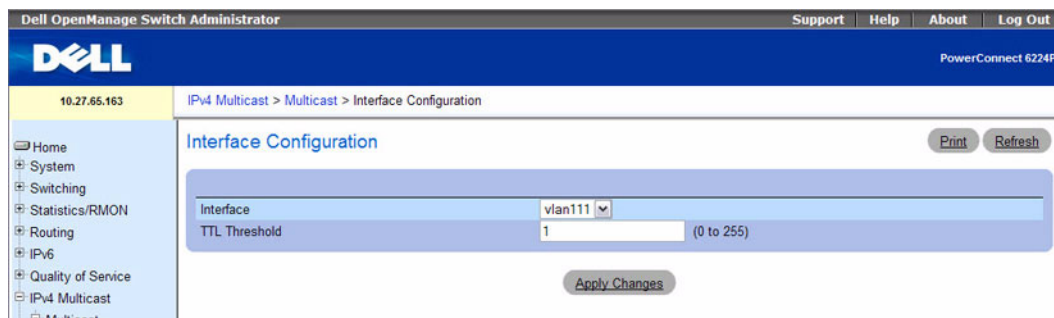 Dell OpenManage Switch Administrator Support Help About Log Out
DELL
PowerConnect 6224P
10.27.65.163
IPv4 Multicast > Multicast > Interface Configuration
Home
System
Switching
Statistics/RMON
Routing
IPv6
Quality of Service
IPv4 Multicast
Interface Configuration
Print Refresh
Interface vlan111
TTL Threshold 1 (0 to 255)
Apply Changes